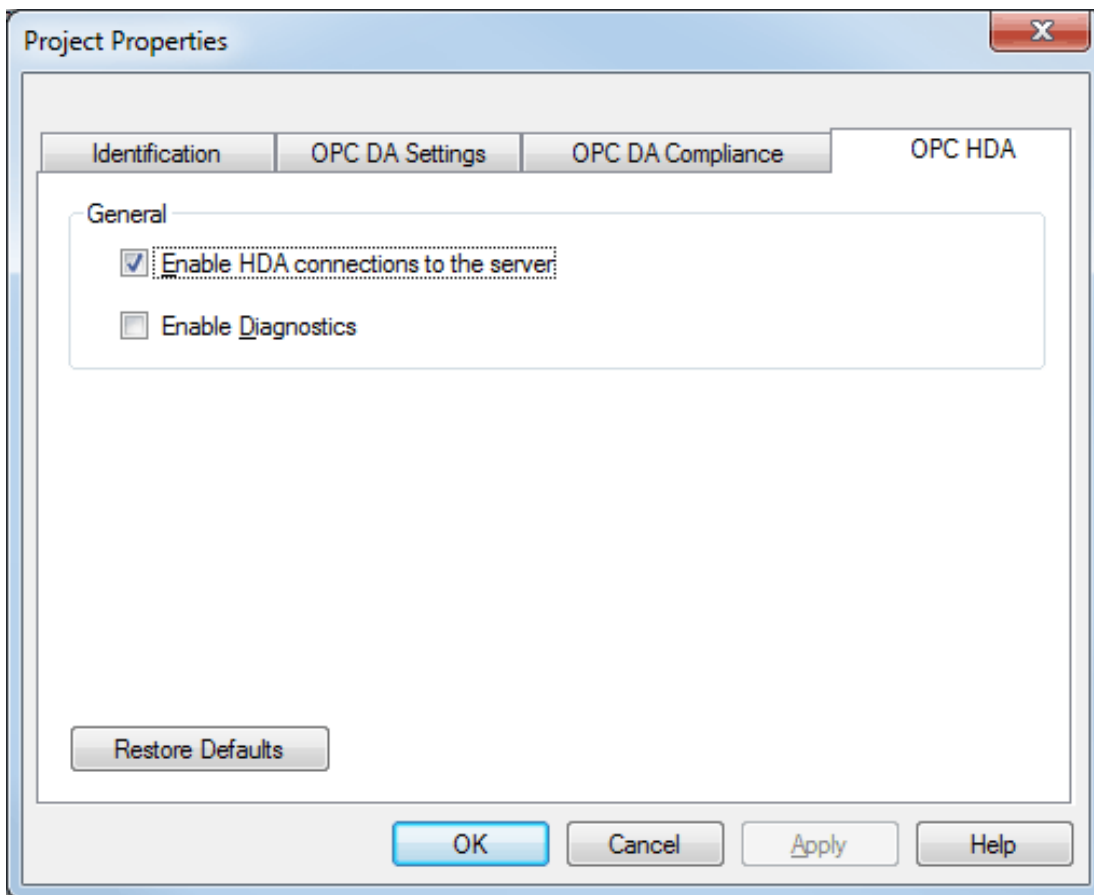 Project Properties
Identification OPC DA Settings OPC DA Compliance OPC HDA
General
Enable HDA connections to the server
Enable Diagnostics
Restore Defaults
OK Cancel Apply Help